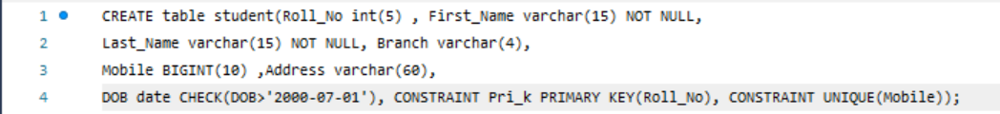 1 CREATE table student(Roll_No int(5) , First_Name varchar(15) NOT NULL,
2 Last_Name varchar(15) NOT NULL, Branch varchar(4),
3 Mobile BIGINT(10) ,Address varchar(60),
4 DOB date CHECK(DOB>'2000-07-01'), CONSTRAINT Pri_k PRIMARY KEY(Roll_No), CONSTRAINT UNIQUE(Mobile));